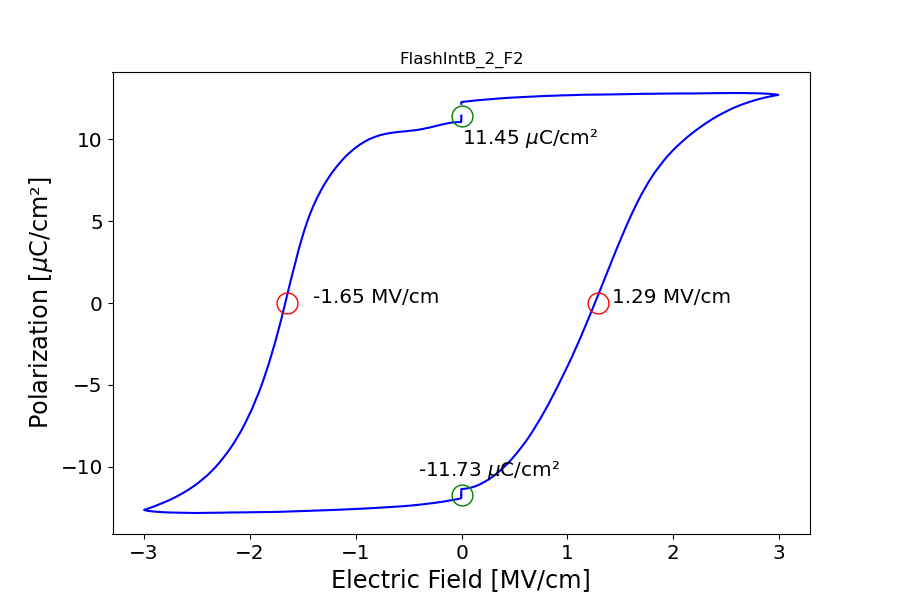 FlashIntB_2_F2
Polarization [μC/cm²]
10
5
0
−5
−10
11.45 μC/cm²
-1.65 MV/cm
1.29 MV/cm
-11.73 μC/cm²
−3
−2
−1
0
1
2
3
Electric Field [MV/cm]